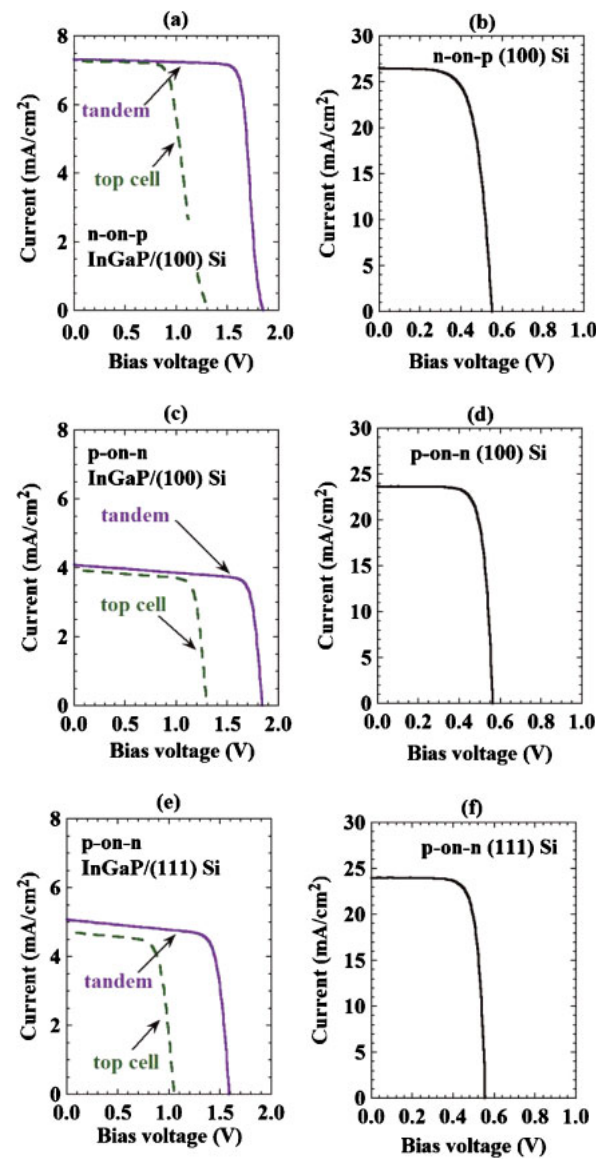 (a)
8
6
4
2
0
0.0
0.5
1.0
1.5
2.0
Current (mA/cm²)
Bias voltage (V)
tandem
top cell
n-on-p
InGaP/(100) Si
(b)
30
25
20
15
10
5
0
0.0
0.2
0.4
0.6
0.8
1.0
Current (mA/cm²)
Bias voltage (V)
n-on-p (100) Si
(c)
8
6
4
2
0
0.0
0.5
1.0
1.5
2.0
Current (mA/cm²)
Bias voltage (V)
p-on-n
InGaP/(100) Si
tandem
top cell
(d)
30
25
20
15
10
5
0
0.0
0.2
0.4
0.6
0.8
1.0
Current (mA/cm²)
Bias voltage (V)
p-on-n (100) Si
(e)
8
6
4
2
0
0.0
0.5
1.0
1.5
2.0
Current (mA/cm²)
Bias voltage (V)
p-on-n
InGaP/(111) Si
tandem
top cell
(f)
30
25
20
15
10
5
0
0.0
0.2
0.4
0.6
0.8
1.0
Current (mA/cm²)
Bias voltage (V)
p-on-n (111) Si